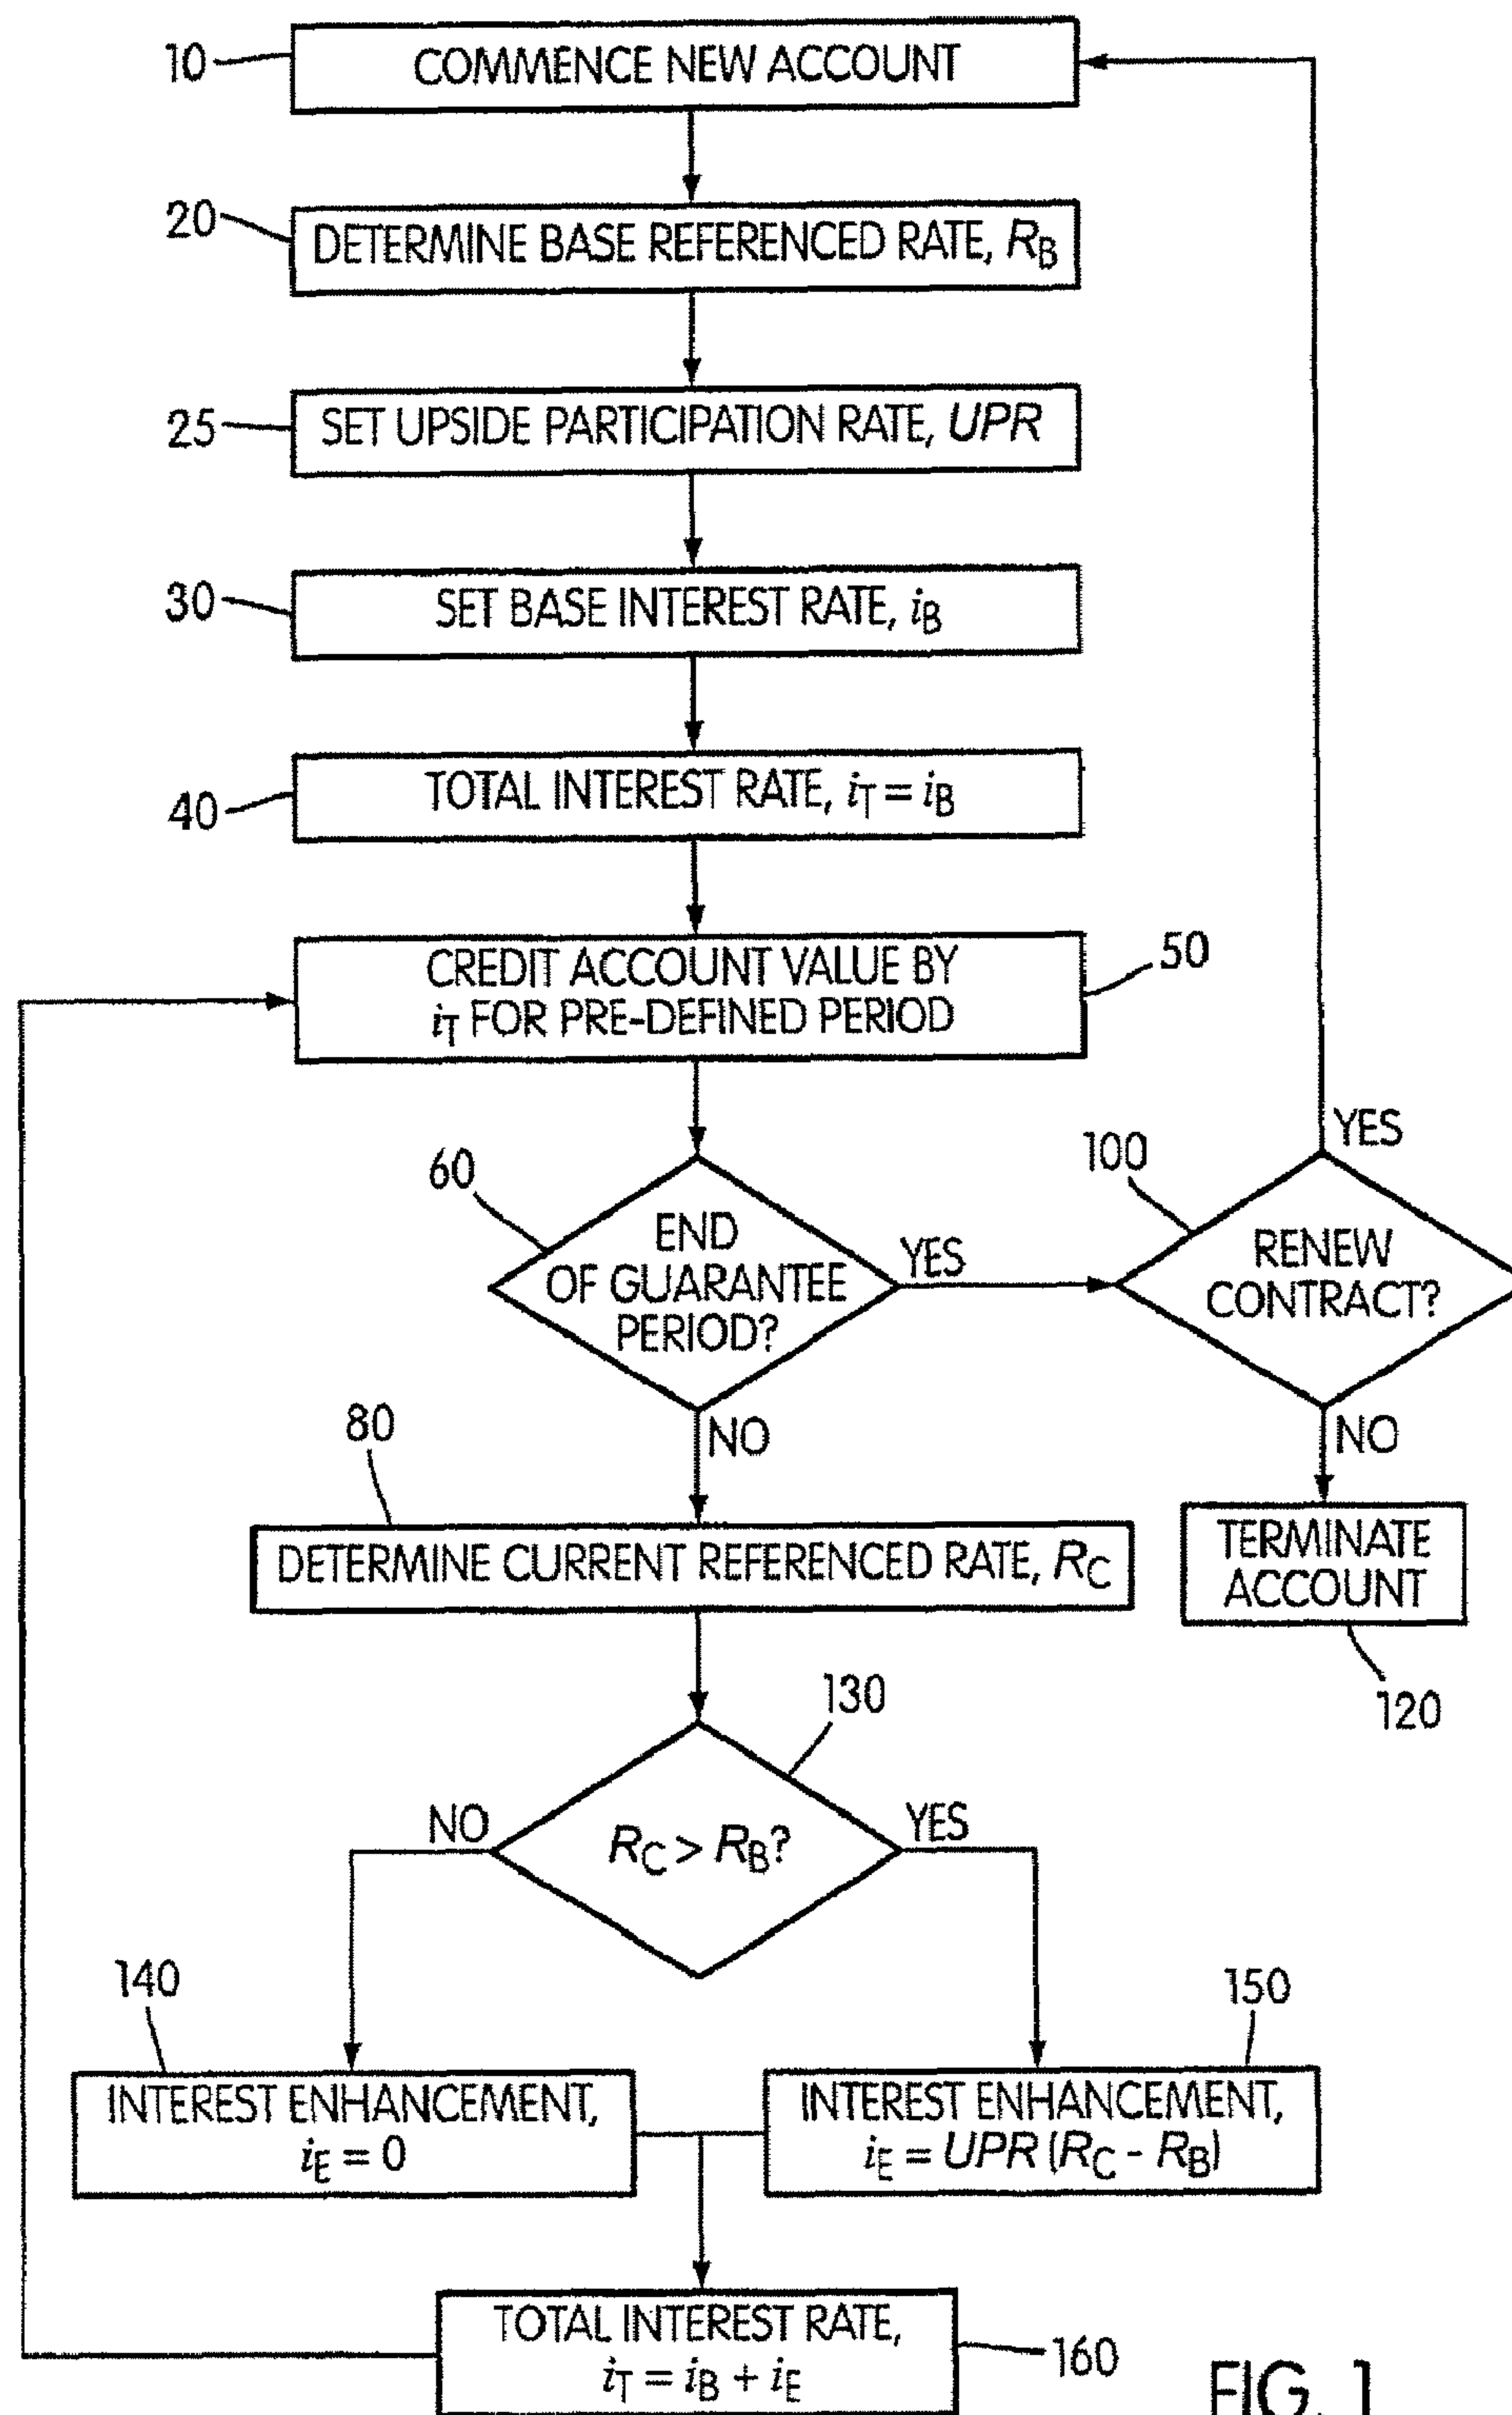 10
COMMENCE NEW ACCOUNT
20
DETERMINE BASE REFERENCED RATE, RB
25
SET UPSIDE PARTICIPATION RATE, UPR
30
SET BASE INTEREST RATE, iB
40
TOTAL INTEREST RATE, iT = iB
CREDIT ACCOUNT VALUE BY
iT FOR PRE-DEFINED PERIOD
50
60
END
OF GUARANTEE
PERIOD?
YES
NO
100
RENEW
CONTRACT?
YES
NO
80
DETERMINE CURRENT REFERENCED RATE, RC
TERMINATE
ACCOUNT
120
130
RC > RB?
NO
YES
140
INTEREST ENHANCEMENT,
iE = 0
150
INTEREST ENHANCEMENT,
iE = UPR (RC - RB)
TOTAL INTEREST RATE,
iT = iB + iE
160
FIG. 1